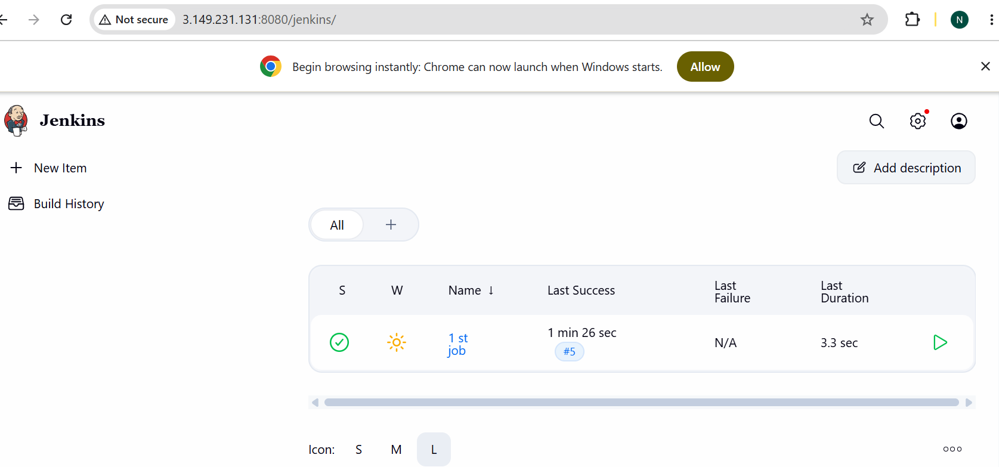 Not secure 3.149.231.131:8080/jenkins/ N
Begin browsing instantly: Chrome can now launch when Windows starts. Allow
Jenkins
New Item
Add description
Build History
All +
S W Name ↓ Last Success Last Failure Last Duration
1 st job 1 min 26 sec #5 N/A 3.3 sec
Icon: S M L